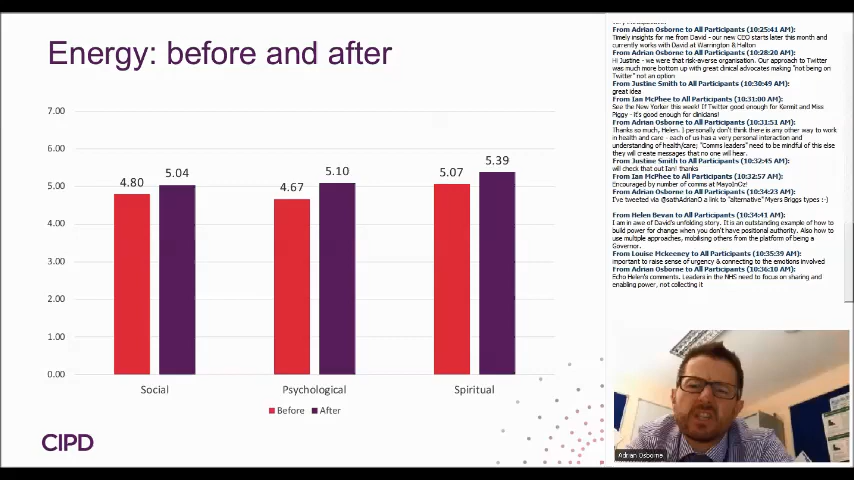 Energy: before and after
7.00
6.00
5.00
4.00
3.00
2.00
1.00
0.00
4.80
5.04
4.67
5.10
5.07
5.39
Social
Psychological
Spiritual
Before
After
CIPD
From Adrian Osborne to All Participants (10:25:41 AM):
Timely insights for me from David - our new CEO starts later this month and
currently works with David at Warrington & Halton
From Adrian Osborne to All Participants (10:28:20 AM):
Hi Justine - we were that risk-averse organisation. Our approach to Twitter
was much more bottom up with great clinical advocates making "not being on
Twitter" not an option
From Justine Smith to All Participants (10:30:49 AM):
great idea
From Ian McPhee to All Participants (10:31:00 AM):
See the New Yorker this week! If Twitter good enough for Kermit and Miss
Piggy - it's good enough for clinicians!
From Adrian Osborne to All Participants (10:31:51 AM):
Thanks so much, Helen. I personally don't think there is any other way to work
in health and care - each of us has a very personal interaction and
understanding of health/care; "Comms leaders" need to be mindful of this else
they will create messages that no one will hear.
From Justine Smith to All Participants (10:32:45 AM):
will check that out Ian! thanks
From Ian McPhee to All Participants (10:32:57 AM):
Encouraged by number of comms at MayoInOz!
From Adrian Osborne to All Participants (10:34:23 AM):
I've tweeted via @sathAdrianO a link to "alternative" Myers Briggs types :-)
From Helen Bevan to All Participants (10:34:41 AM):
I am in awe of David's unfolding story. It is an outstanding example of how to
build power for change when you don't have positional authority. Also how to
use multiple approaches, mobilising others from the platform of being a
Governor.
From Louise Mckeeney to All Participants (10:35:39 AM):
important to raise sense of urgency & connecting to the emotions involved
From Adrian Osborne to All Participants (10:36:10 AM):
Echo Helen's comments. Leaders in the NHS need to focus on sharing and
enabling power, not collecting it
Adrian Osborne